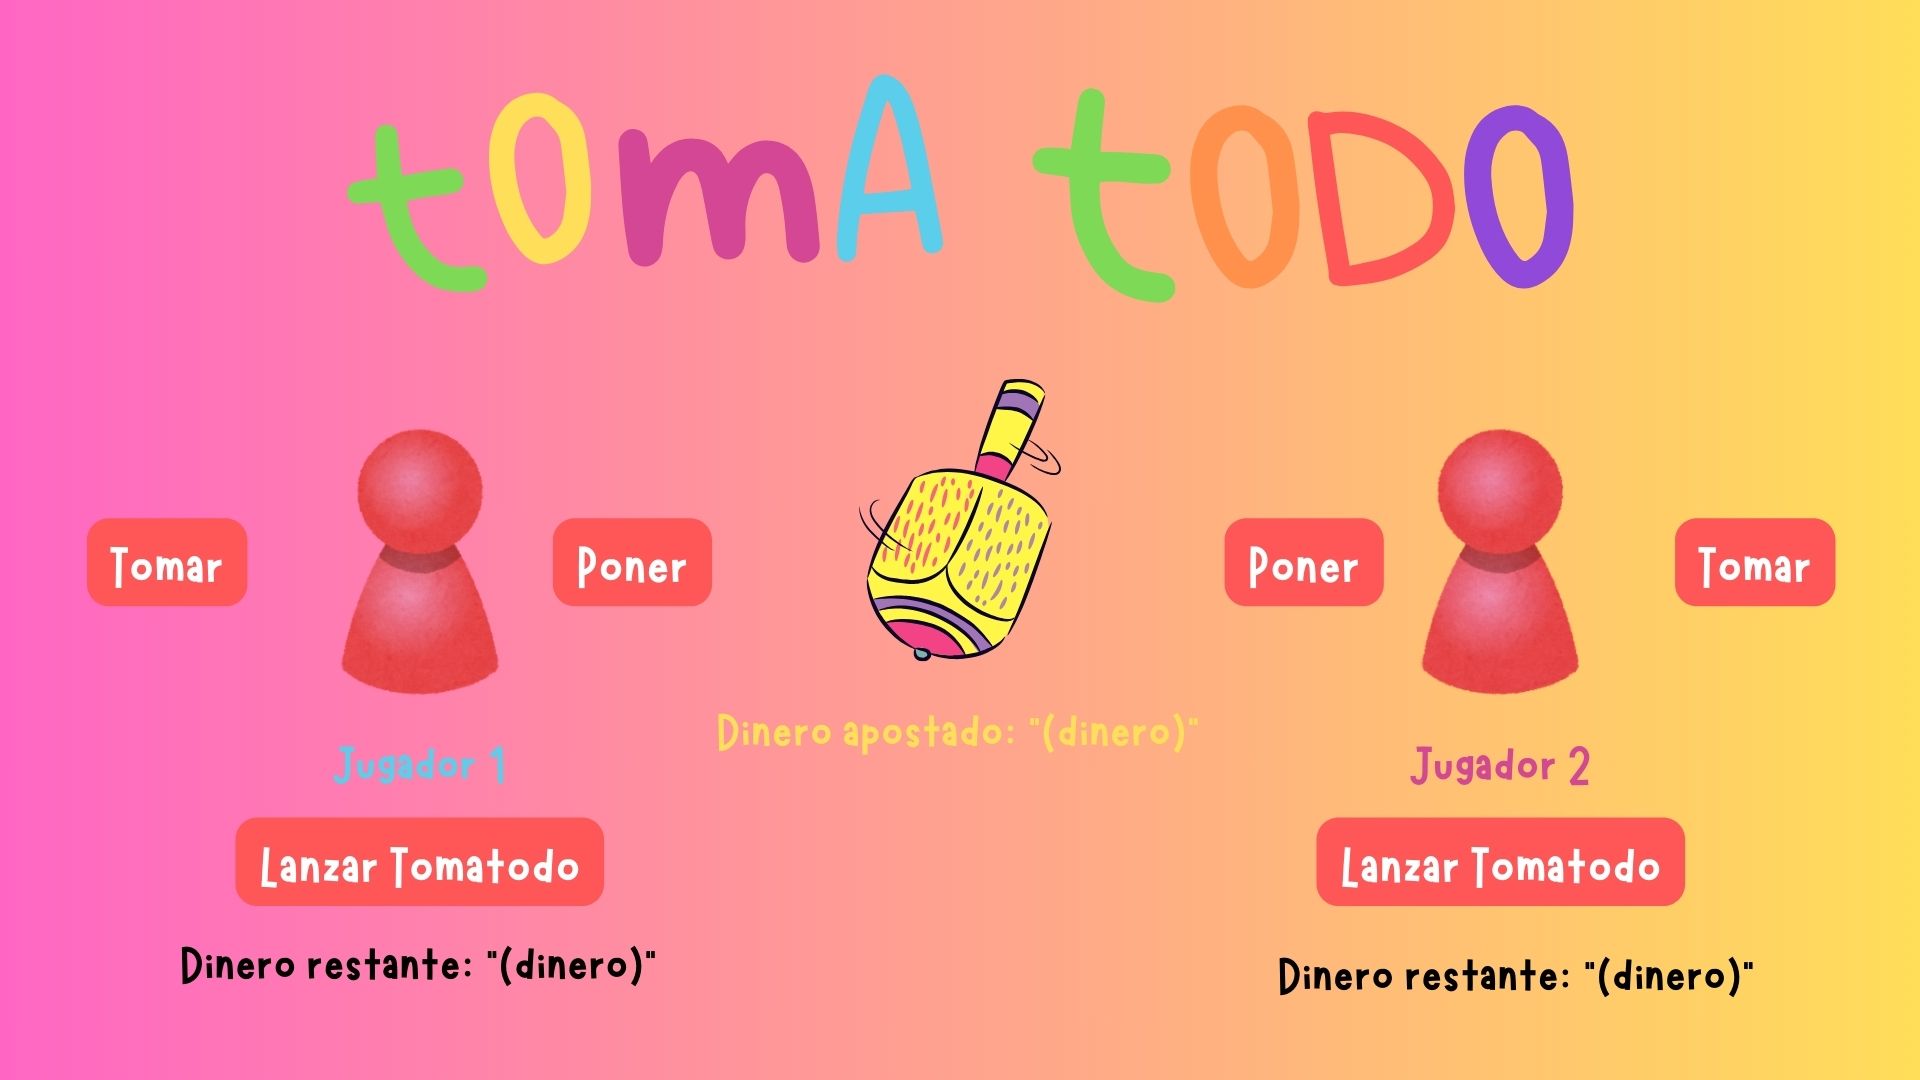 tOmA tODO
Tomar
Poner
Poner
Tomar
Dinero apostado: "(dinero)"
Jugador 1
Jugador 2
Lanzar Tomatodo
Lanzar Tomatodo
Dinero restante: "(dinero)"
Dinero restante: "(dinero)"